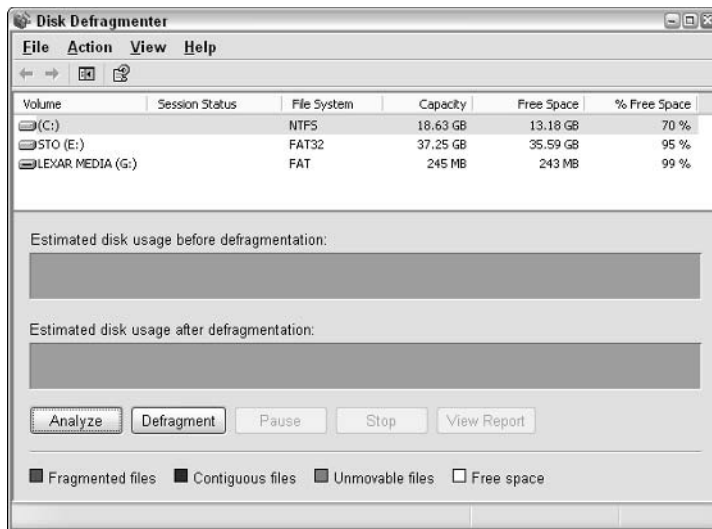 Disk Defragmenter
File Action View Help
Volume Session Status File System Capacity Free Space % Free Space
(C:) NTFS 18.63 GB 13.18 GB 70 %
STO (E:) FAT32 37.25 GB 35.59 GB 95 %
LEXAR MEDIA (G:) FAT 245 MB 243 MB 99 %
Estimated disk usage before defragmentation:
Estimated disk usage after defragmentation:
Analyze Defragment Pause Stop View Report
Fragmented files Contiguous files Unmovable files Free space